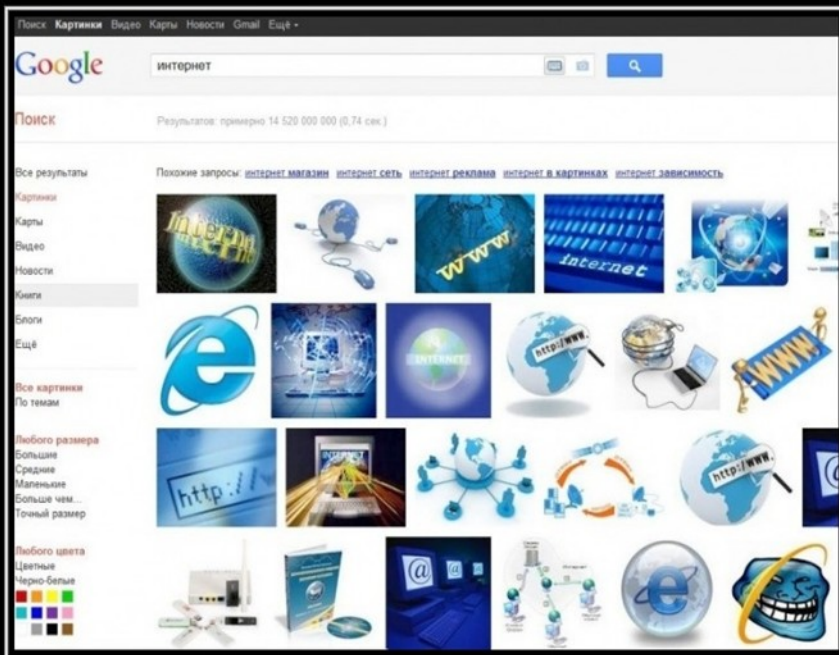 Поиск Картинки Видео Карты Новости Gmail Ещё
Google
интернет
Поиск
Результатов: примерно 14 520 000 000 (0,74 сек.)
Все результаты
Картинки
Карты
Видео
Новости
Книги
Блоги
Ещё
Все картинки
По темам
Любого размера
Большие
Средние
Маленькие
Больше чем...
Точный размер
Любого цвета
Цветные
Черно-белые
Похожие запросы: интернет магазин интернет сеть интернет реклама интернет в картинках интернет зависимость
internet
www
internet
INTERNET
http://www.
WWW
http://
INTERNET
http://www.
@
@
Интернет